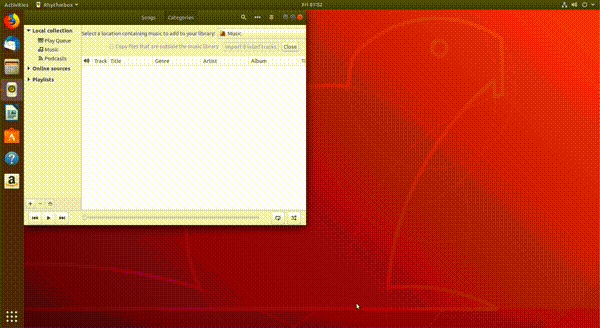 Activities Rhythmbox Fri 01:02
Songs Categories
Local collection
Play Queue
Music
Podcasts
Online sources
Playlists
Select a location containing music to add to your library: Music
Copy files that are outside the music library Import 0 listed tracks Close
Track Title Genre Artist Album